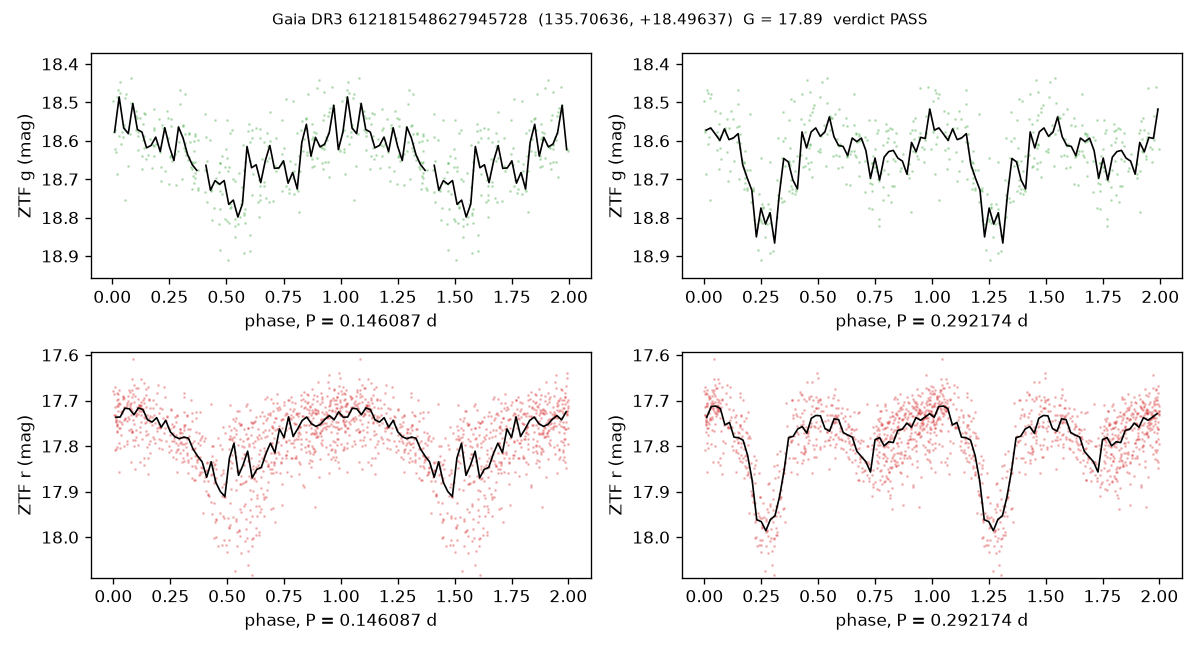 Gaia DR3 612181548627945728 (135.70636, +18.49637) G = 17.89 verdict PASS
18.4
18.5
18.6
18.7
18.8
18.9
ZTF g (mag)
0.00 0.25 0.50 0.75 1.00 1.25 1.50 1.75 2.00
phase, P = 0.146087 d
18.4
18.5
18.6
18.7
18.8
18.9
ZTF g (mag)
0.00 0.25 0.50 0.75 1.00 1.25 1.50 1.75 2.00
phase, P = 0.292174 d
17.6
17.7
17.8
17.9
18.0
ZTF r (mag)
0.00 0.25 0.50 0.75 1.00 1.25 1.50 1.75 2.00
phase, P = 0.146087 d
17.6
17.7
17.8
17.9
18.0
ZTF r (mag)
0.00 0.25 0.50 0.75 1.00 1.25 1.50 1.75 2.00
phase, P = 0.292174 d